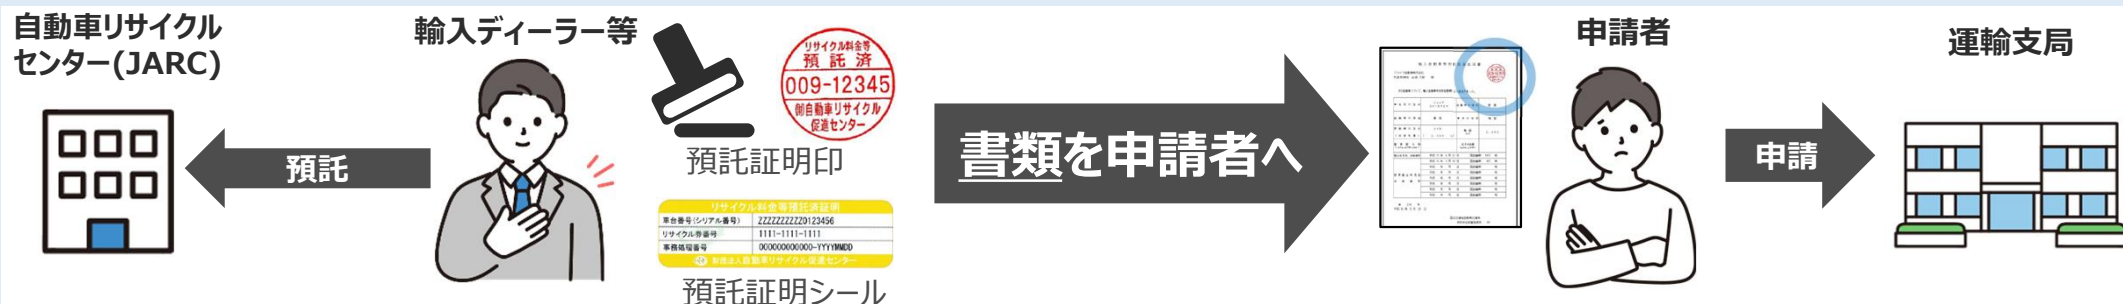 自動車リサイクル
センター(JARC)
預託
輸入ディーラー等
リサイクル料金等
預託済
009-12345
㈶自動車リサイクル
促進センター
預託証明印
リサイクル料金等預託済証明
車台番号(シリアル番号) ZZZZZZZZZZ0123456
リサイクル券番号 1111-1111-1111
事務処理番号 000000000000-YYYYMMDD
財団法人自動車リサイクル促進センター
預託証明シール
書類を申請者へ
申請者
申請
運輸支局